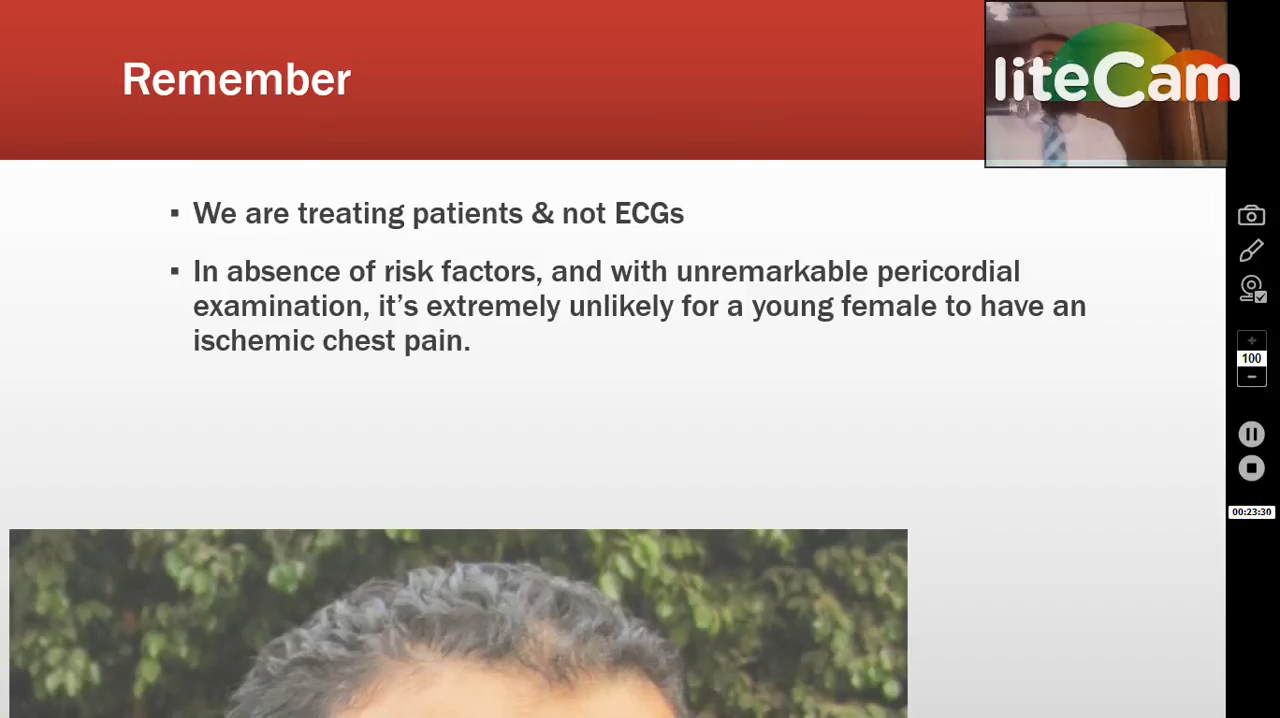 Remember
liteCam
▪ We are treating patients & not ECGs
▪ In absence of risk factors, and with unremarkable pericordial
examination, it's extremely unlikely for a young female to have an
ischemic chest pain.
100
00:23:30